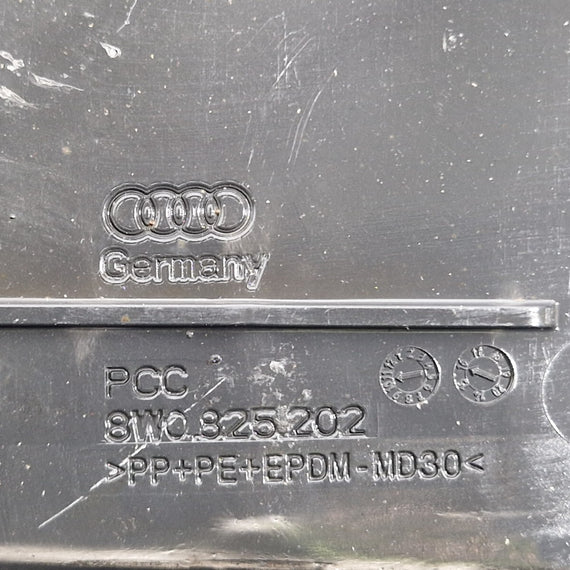 Germany
PCC
8W0.825.202
>PP+PE+EPDM-MD30<